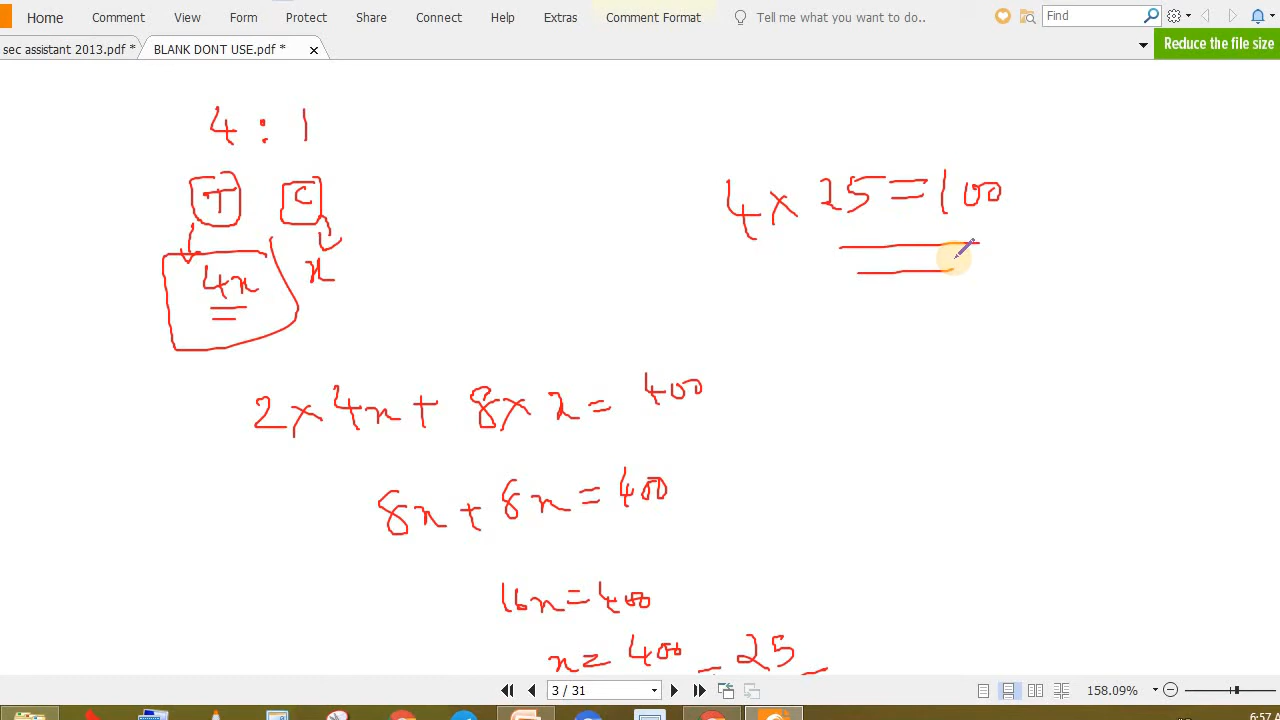 Home Comment View Form Protect Share Connect Help Extras Comment Format Tell me what you want to do.. Find
sec assistant 2013.pdf * BLANK DONT USE.pdf * x Reduce the file size
4 : 1
T C
4x x
4 x 25 = 100
2 x 4x + 8 x x = 400
8x + 8x = 400
16x = 400
x = 400 = 25
3 / 31 158.09%